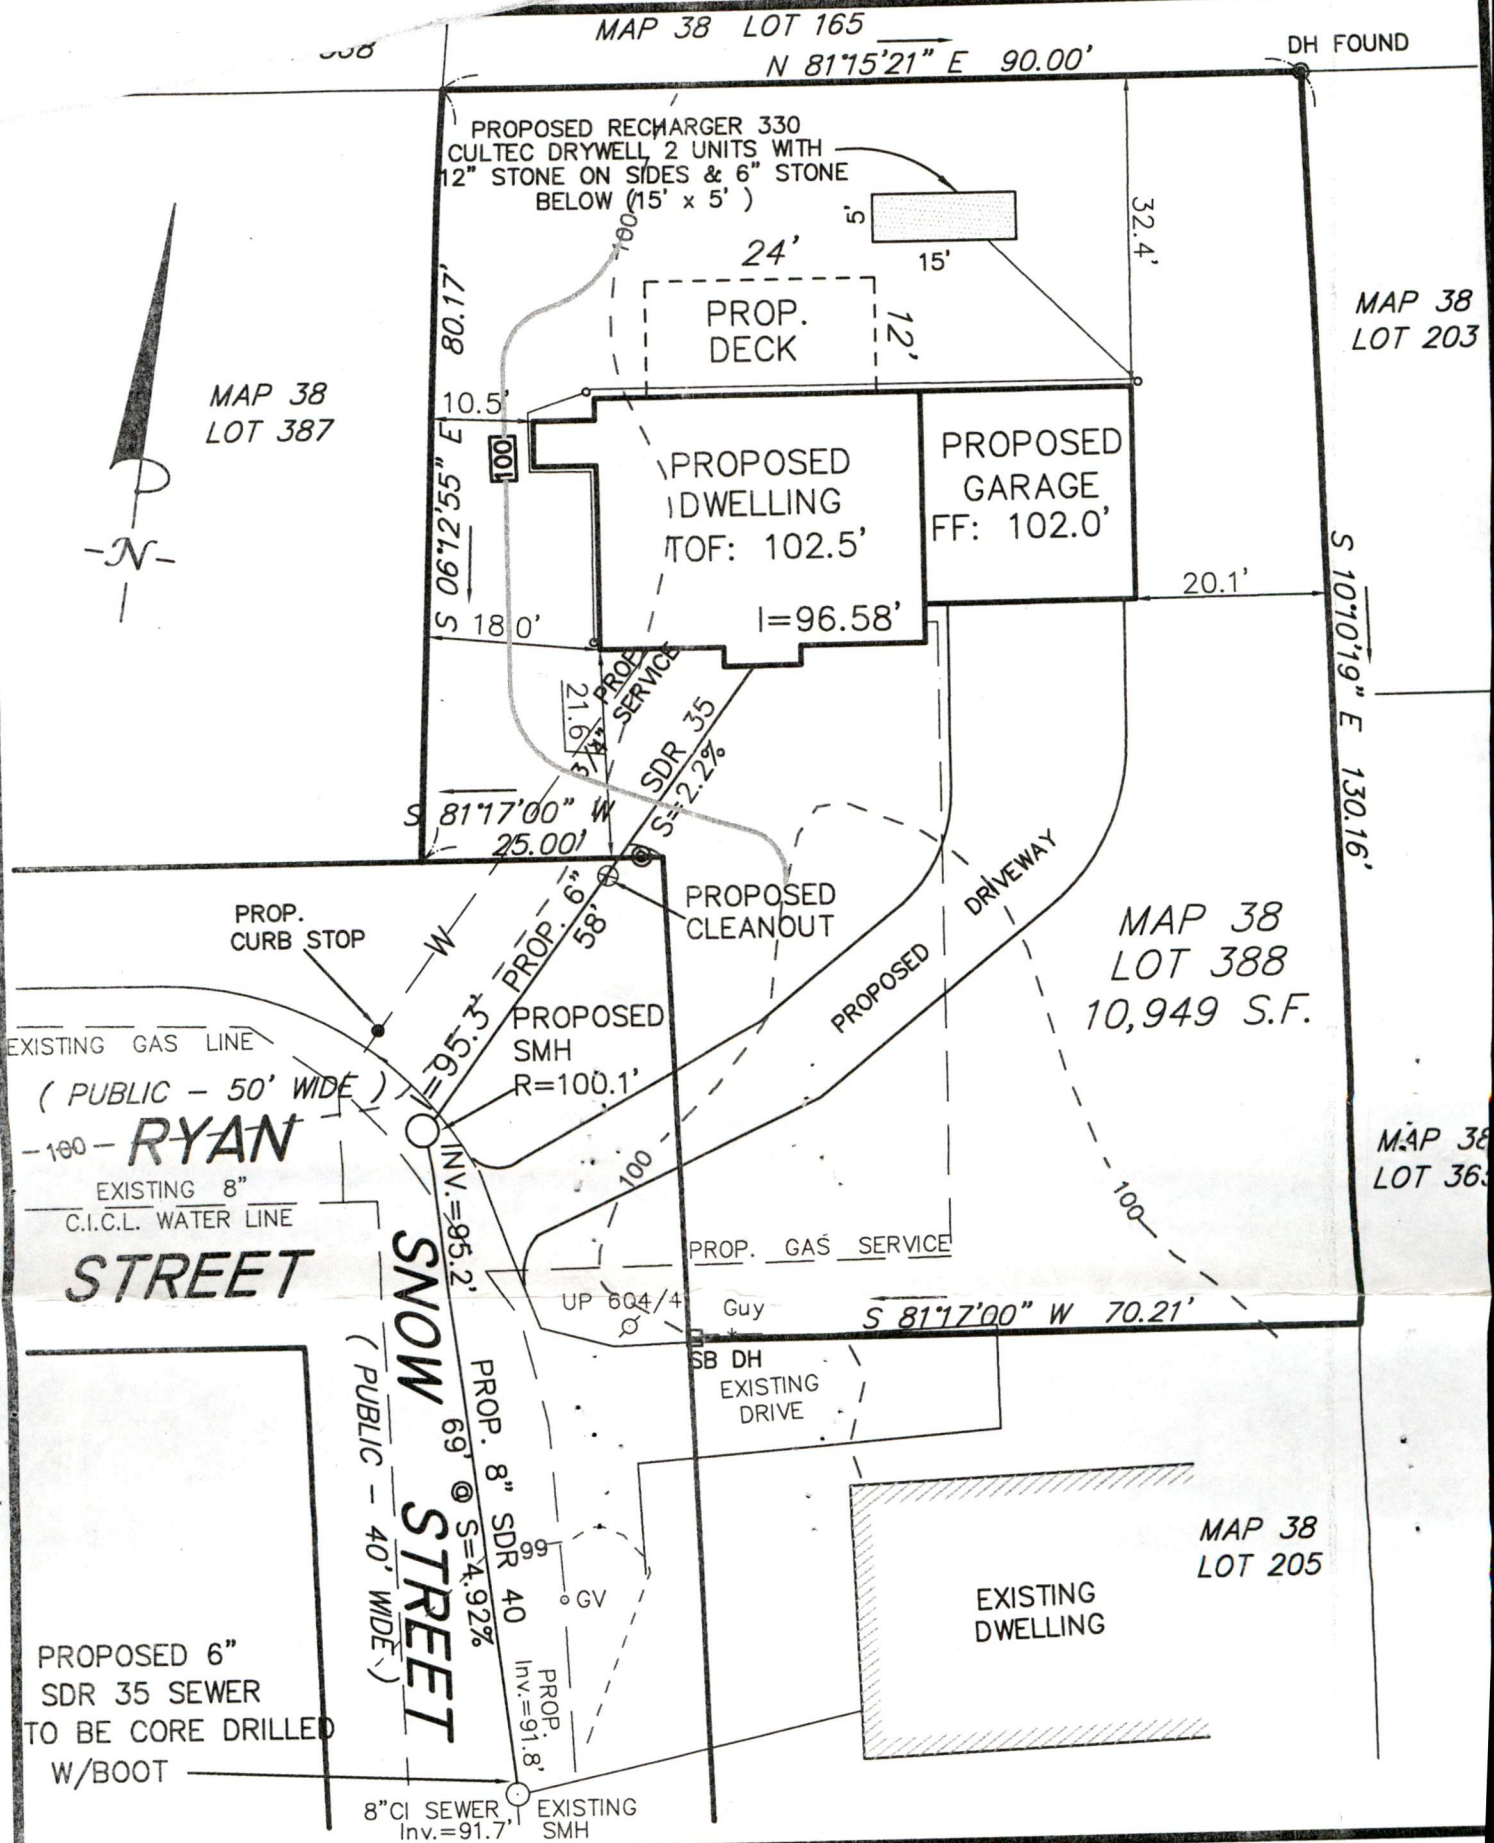 MAP 38 LOT 165
N 81°15'21" E 90.00'
DH FOUND
PROPOSED RECHARGER 330
CULTEC DRYWELL 2 UNITS WITH
12" STONE ON SIDES & 6" STONE
BELOW (15' x 5' )
100
5'
15'
32.4'
24'
PROP.
DECK
12'
80.17'
S 06°12'55" E
MAP 38
LOT 387
MAP 38
LOT 203
-N-
10.5'
100
PROPOSED
DWELLING
TOF: 102.5'
I=96.58'
PROPOSED
GARAGE
FF: 102.0'
20.1'
18.0'
S 10°10'19" E 130.16'
21.6
3/4" PROP.
SERVICE
SDR 35
S=2.2%
S 81°17'00" W
25.00'
PROPOSED
CLEANOUT
PROP. 6"
58'
W
PROP.
CURB STOP
PROPOSED DRIVEWAY
MAP 38
LOT 388
10,949 S.F.
PROPOSED
SMH
R=100.1'
=95.3'
EXISTING GAS LINE
( PUBLIC - 50' WIDE )
-100- RYAN
EXISTING 8"
C.I.C.L. WATER LINE
STREET
INV.=95.2'
100
100
MAP 38
LOT 36
PROP. GAS SERVICE
UP 604/4
Guy
S 81°17'00" W 70.21'
SB DH
EXISTING
DRIVE
SNOW STREET
( PUBLIC - 40' WIDE )
PROP. 8" SDR 40
69' @ S=4.92%
99
GV
MAP 38
LOT 205
EXISTING
DWELLING
PROPOSED 6"
SDR 35 SEWER
TO BE CORE DRILLED
W/BOOT
PROP.
Inv.=91.8'
8"CI SEWER
Inv.=91.7'
EXISTING
SMH